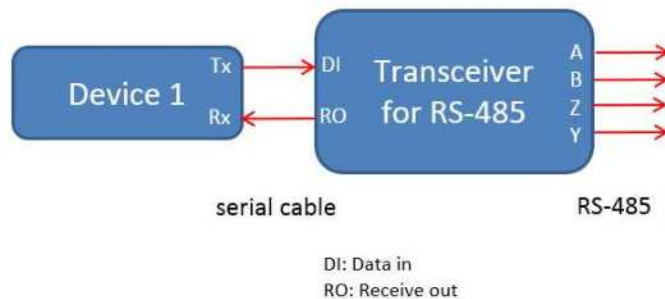 Device 1
Tx
Rx
DI
RO
Transceiver
for RS-485
A
B
Z
Y
serial cable
RS-485
DI: Data in
RO: Receive out